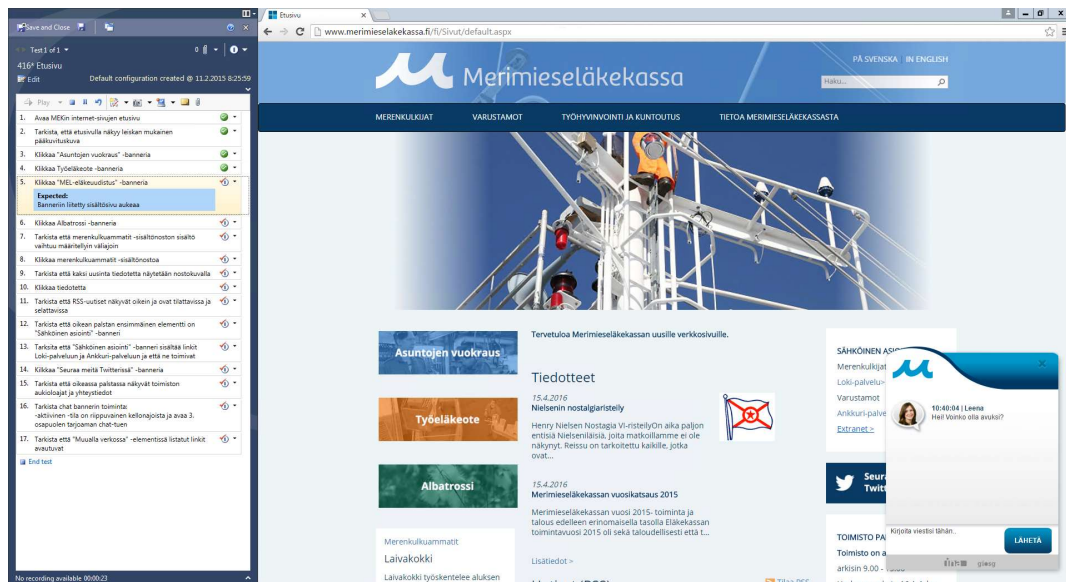 Save and Close
Test 1 of 1
0
416* Etusivu
Edit
Default configuration created @ 11.2.2015 8:25:59
Play
1. Avaa MEKin internet-sivujen etusivu
2. Tarkista, että etusivulla näkyy leiskan mukainen
pääkuvituskuva
3. Klikkaa "Asuntojen vuokraus" -banneria
4. Klikkaa Työeläkeote -banneria
5. Klikkaa "MEL-eläkeuudistus" -banneria
Expected:
Banneriin liitetty sisältösivu aukeaa
6. Klikkaa Albatrossi -banneria
7. Tarkista että merenkulkuammatit -sisältönoston sisältö
vaihtuu määritellyin väliajoin
8. Klikkaa merenkulkuammatit -sisältönostoa
9. Tarkista että kaksi uusinta tiedotetta näytetään nostokuvalla
10. Klikkaa tiedotetta
11. Tarkista että RSS-uutiset näkyvät oikein ja ovat tilattavissa ja
selattavissa
12. Tarkista että oikean palstan ensimmäinen elementti on
"Sähköinen asiointi" -banneri
13. Tarksita että "Sähköinen asiointi" -banneri sisältää linkit
Loki-palveluun ja Ankkuri-palveluun ja että ne toimivat
14. Kilkkaa "Seuraa meitä Twitterissä" -banneria
15. Tarkista että oikeassa palstassa näkyvät toimiston
aukioloajat ja yhteystiedot
16. Tarkista chat bannerin toiminta:
-aktiivinen -tila on riippuvainen kellonajoista ja avaa 3.
osapuolen tarjoaman chat-tuen
17. Tarkista että "Muualla verkossa" -elementissä listatut linkit
avautuvat
End test
No recording available 00:00:23
Etusivu
www.merimieselakekassa.fi/fi/Sivut/default.aspx
Merimieseläkekassa
PÅ SVENSKA | IN ENGLISH
Haku...
MERENKULKIJAT
VARUSTAMOT
TYÖHYVINVOINTI JA KUNTOUTUS
TIETOA MERIMIESELÄKEKASSASTA
Asuntojen vuokraus
Työeläkeote
Albatrossi
Merenkulkuammatit
Laivakokki
Laivakokki työskentelee aluksen
Tervetuloa Merimieseläkekassan uusille verkkosivuille.
Tiedotteet
15.4.2016
Nielsenin nostalgiaristeily
Henry Nielsen Nostagia VI-risteilyOn aika paljon
entisiä Nielseniläisiä, joita matkoillamme ei ole
näkynyt. Reissu on tarkoitettu kaikille, jotka
ovat...
15.4.2016
Merimieseläkekassan vuosikatsaus 2015
Merimieseläkekassan vuosi 2015- toiminta ja
talous edelleen erinomaisella tasolla Eläkekassan
toimintavuosi 2015 oli sekä taloudellisesti että t...
Lisätiedot »
SÄHKÖINEN
Merenkulkijat
Loki-palvelu>
Varustamot
Ankkuri-palve
Extranet >
Seura
Twitt
TOIMISTO PA
Toimisto on a
arkisin 9.00 -
10:40:04 | Leena
Hei! Voinko olla avuksi?
Kirjoita viestisi tähän..
LÄHETÄ
giosg